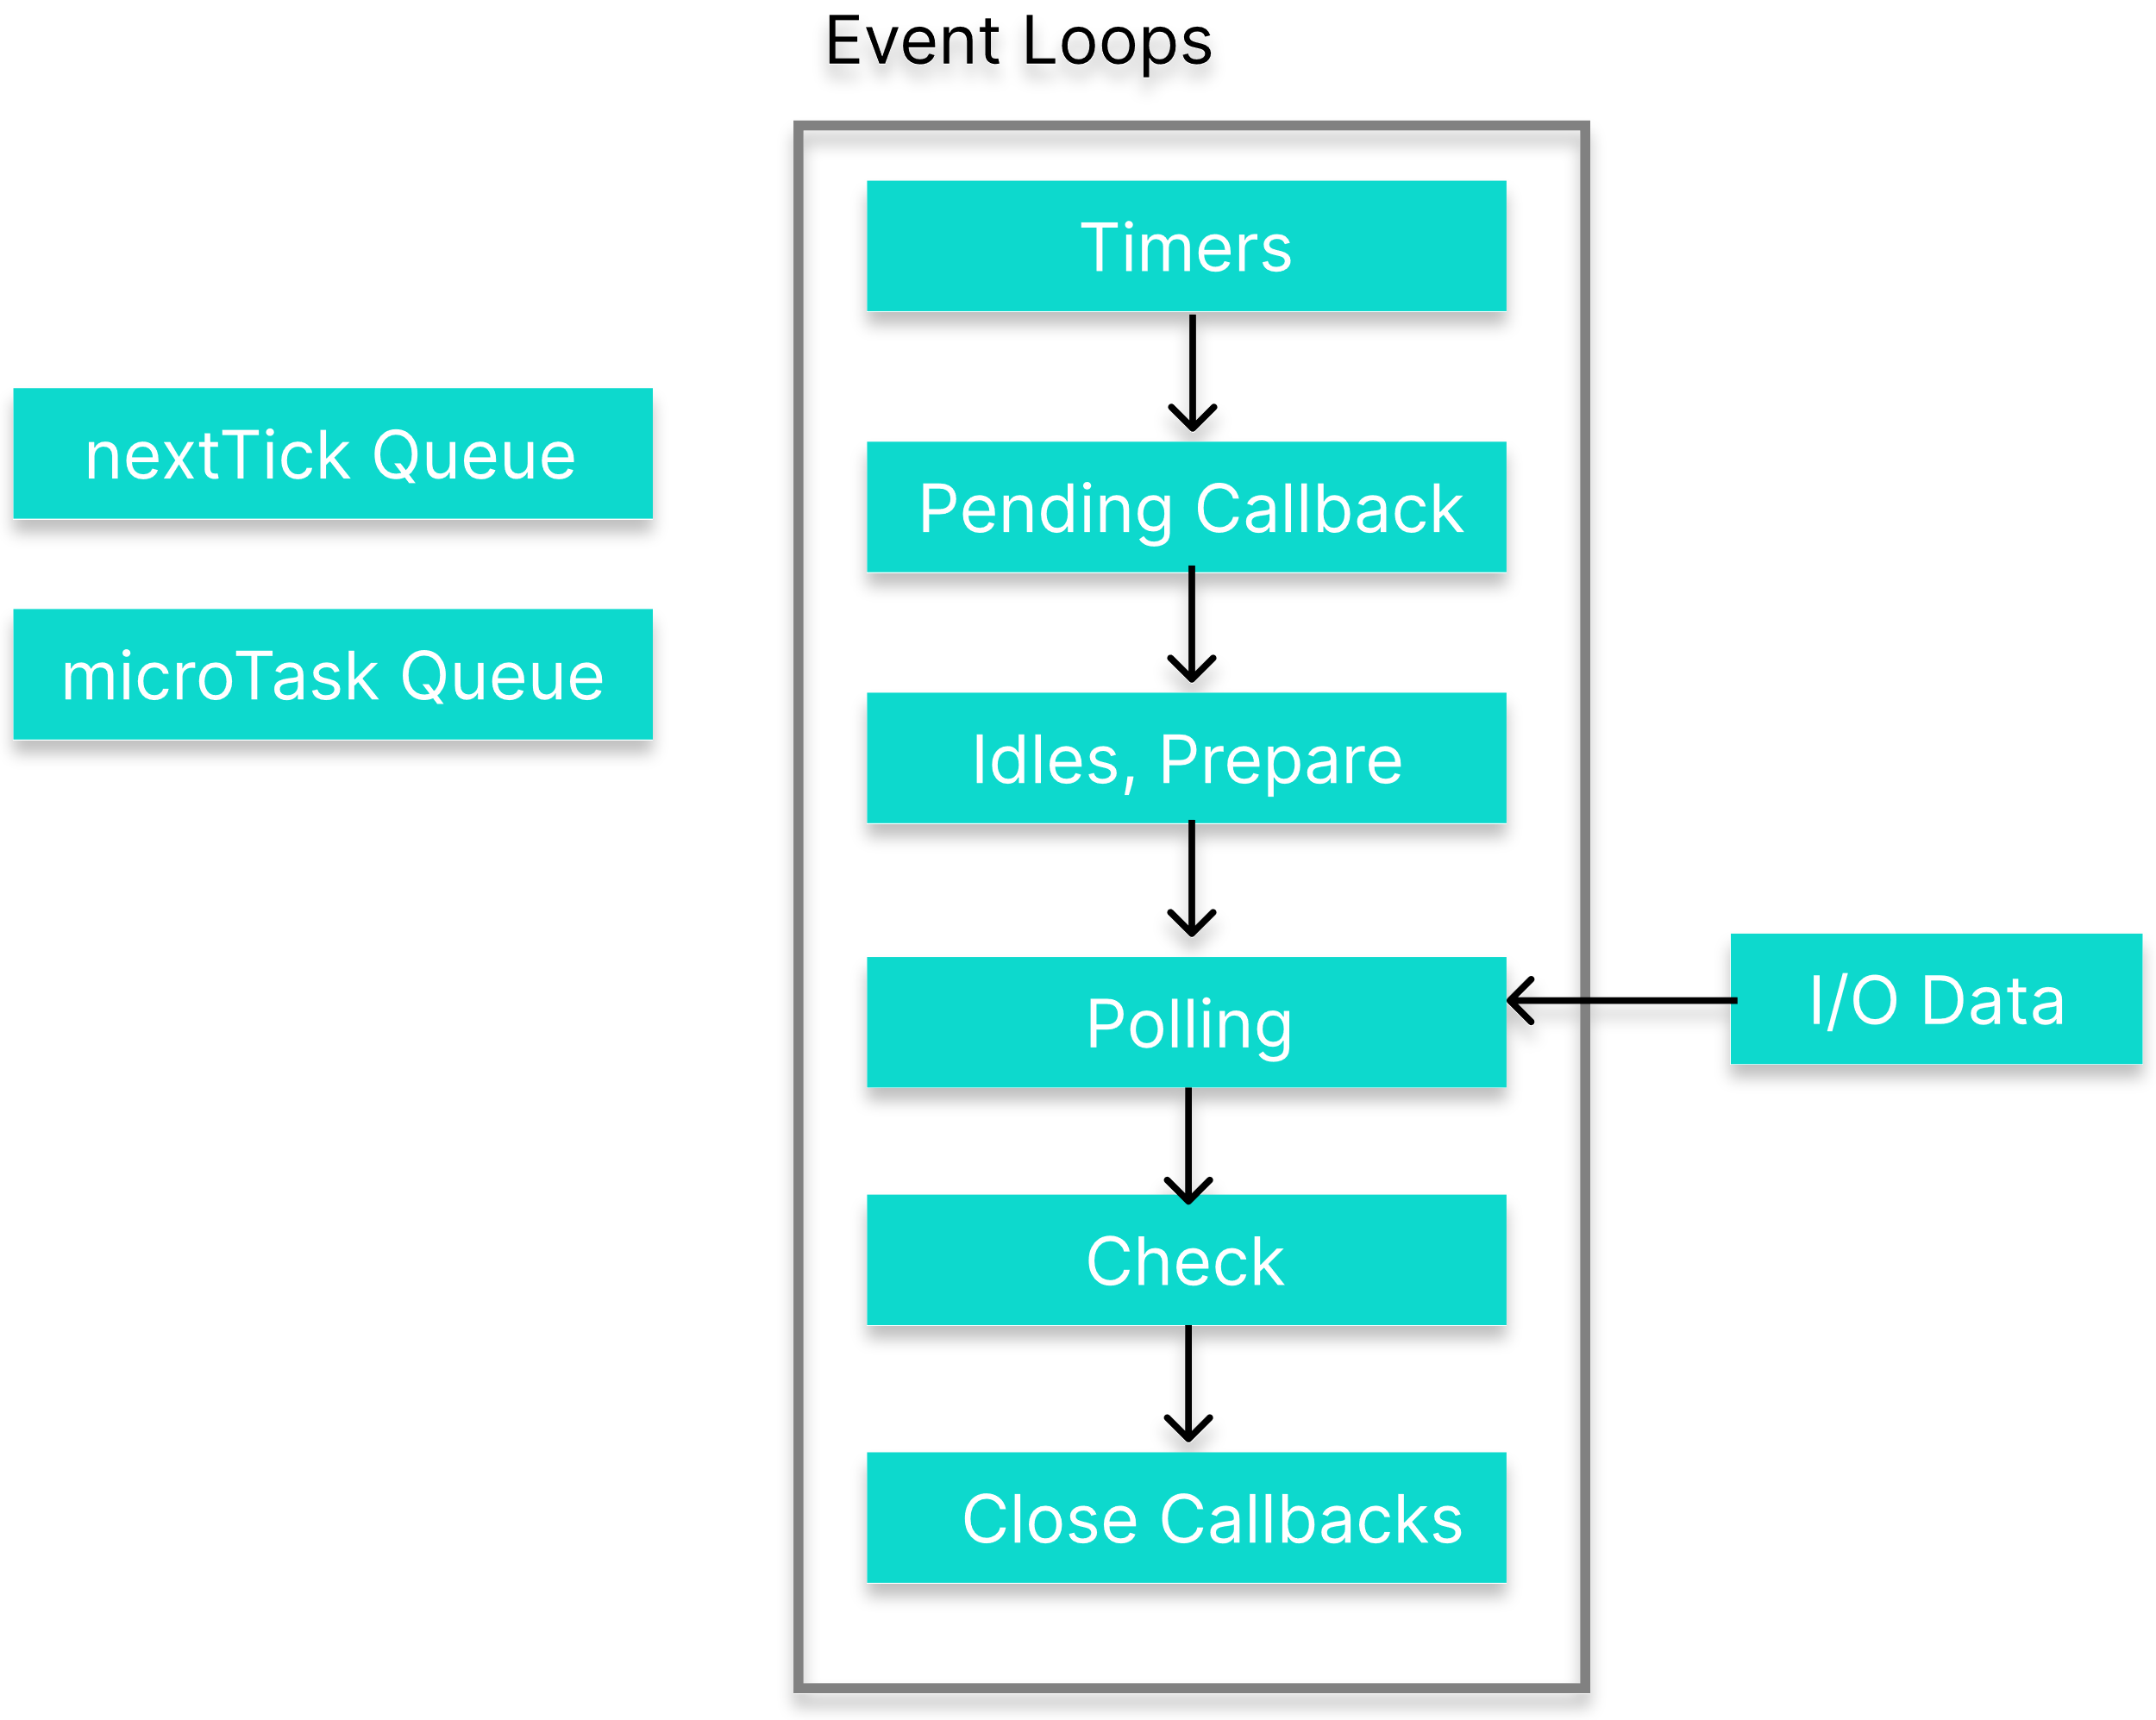 Event Loops
Timers
nextTick Queue
Pending Callback
microTask Queue
Idles, Prepare
Polling
I/O Data
Check
Close Callbacks